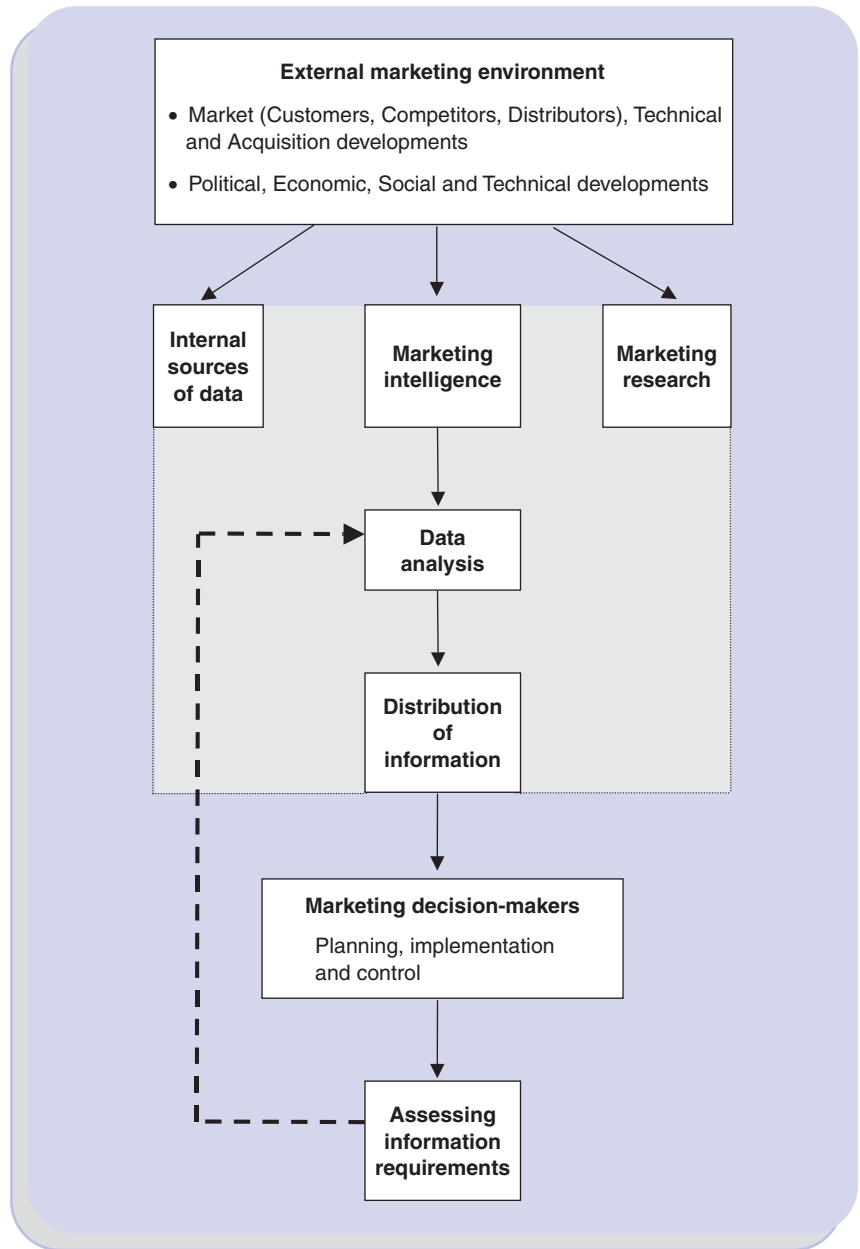 External marketing environment
• Market (Customers, Competitors, Distributors), Technical
and Acquisition developments
• Political, Economic, Social and Technical developments
Internal
sources
of data
Marketing
intelligence
Marketing
research
Data
analysis
Distribution
of
information
Marketing decision-makers
Planning, implementation
and control
Assessing
information
requirements